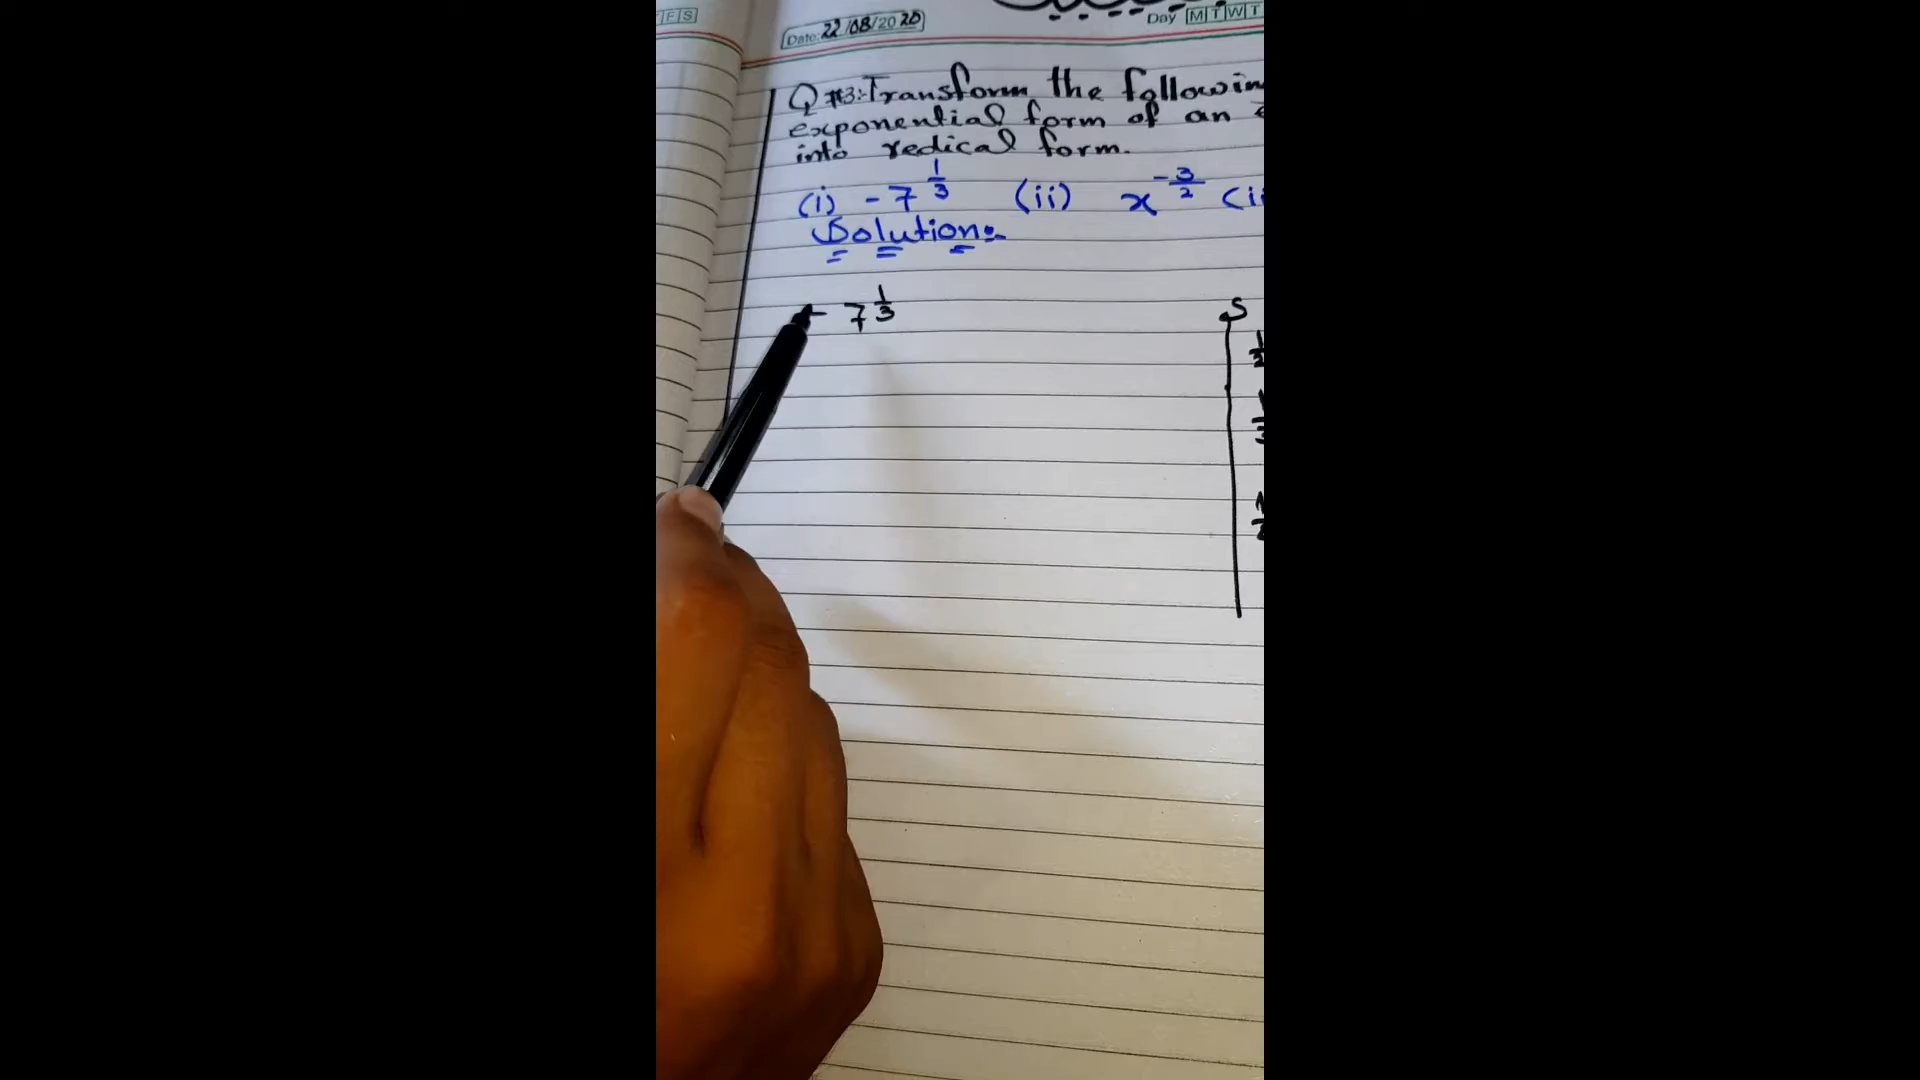 F S
Date: 22/08/2020
Day M T W T
Q #3:- Transform the following
exponential form of an
into redical form.
(i) -7^{1/3} (ii) x^{-3/2}
Solution:-
- 7^{1/3}